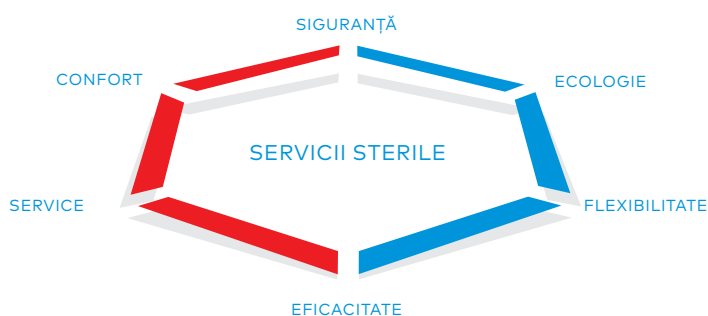 SIGURANȚĂ
CONFORT
ECOLOGIE
SERVICII STERILE
SERVICE
FLEXIBILITATE
EFICACITATE